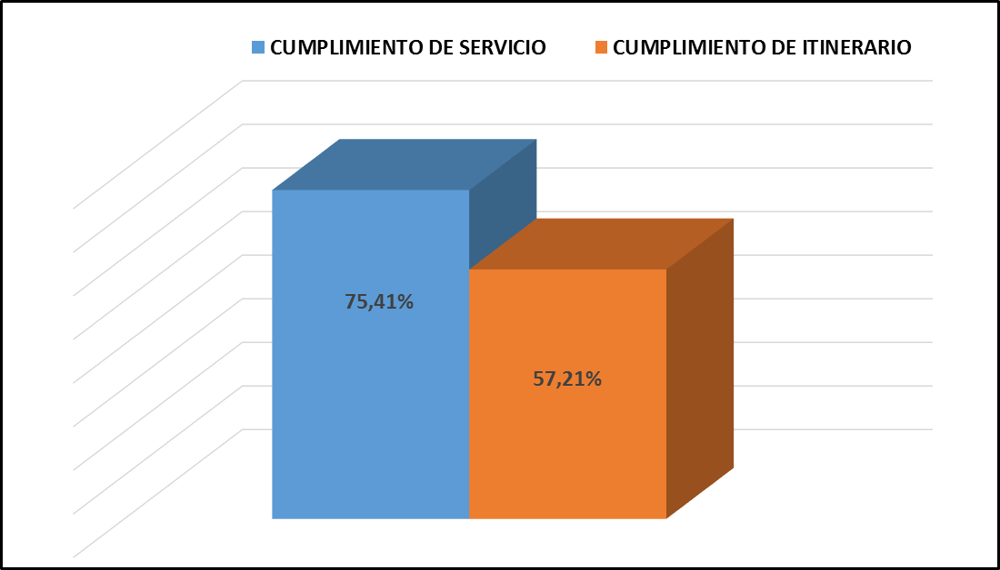 CUMPLIMIENTO DE SERVICIO CUMPLIMIENTO DE ITINERARIO
75,41%
57,21%